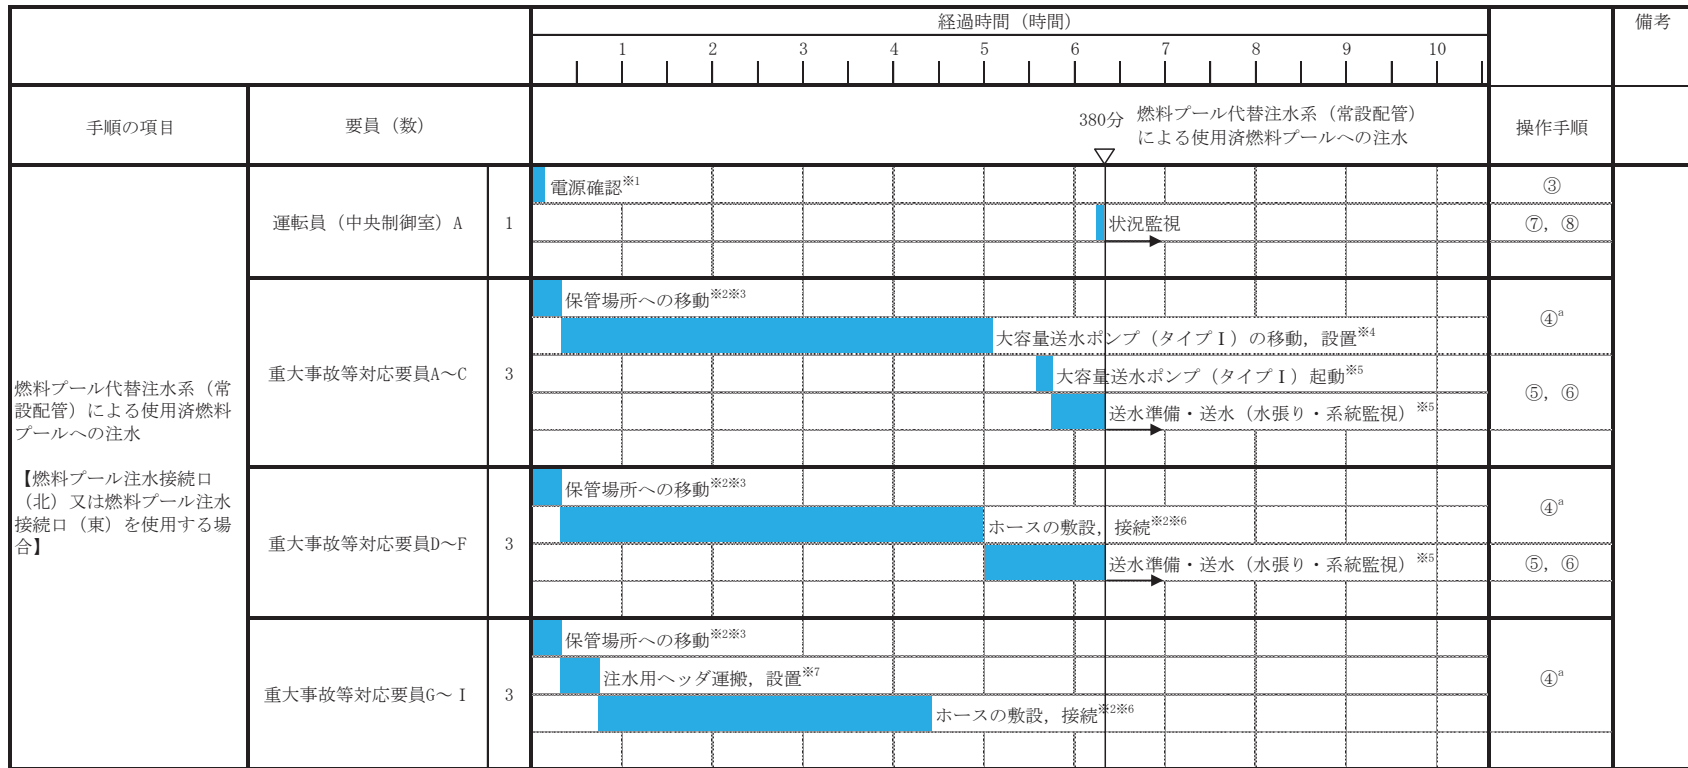 経過時間（時間）
備考
1 2 3 4 5 6 7 8 9 10
手順の項目
要員（数）
380分
燃料プール代替注水系（常設配管）
による使用済燃料プールへの注水
操作手順
燃料プール代替注水系（常
設配管）による使用済燃料
プールへの注水
【燃料プール注水接続口
（北）又は燃料プール注水
接続口（東）を使用する場
合】
運転員（中央制御室）A
1
電源確認※1
③
状況監視
⑦，⑧
重大事故等対応要員A～C
3
保管場所への移動※2※3
大容量送水ポンプ（タイプⅠ）の移動，設置※4
④a
大容量送水ポンプ（タイプⅠ）起動※5
送水準備・送水（水張り・系統監視）※5
⑤，⑥
重大事故等対応要員D～F
3
保管場所への移動※2※3
ホースの敷設，接続※2※6
④a
送水準備・送水（水張り・系統監視）※5
⑤，⑥
重大事故等対応要員G～I
3
保管場所への移動※2※3
注水用ヘッダ運搬，設置※7
ホースの敷設，接続※2※6
④a